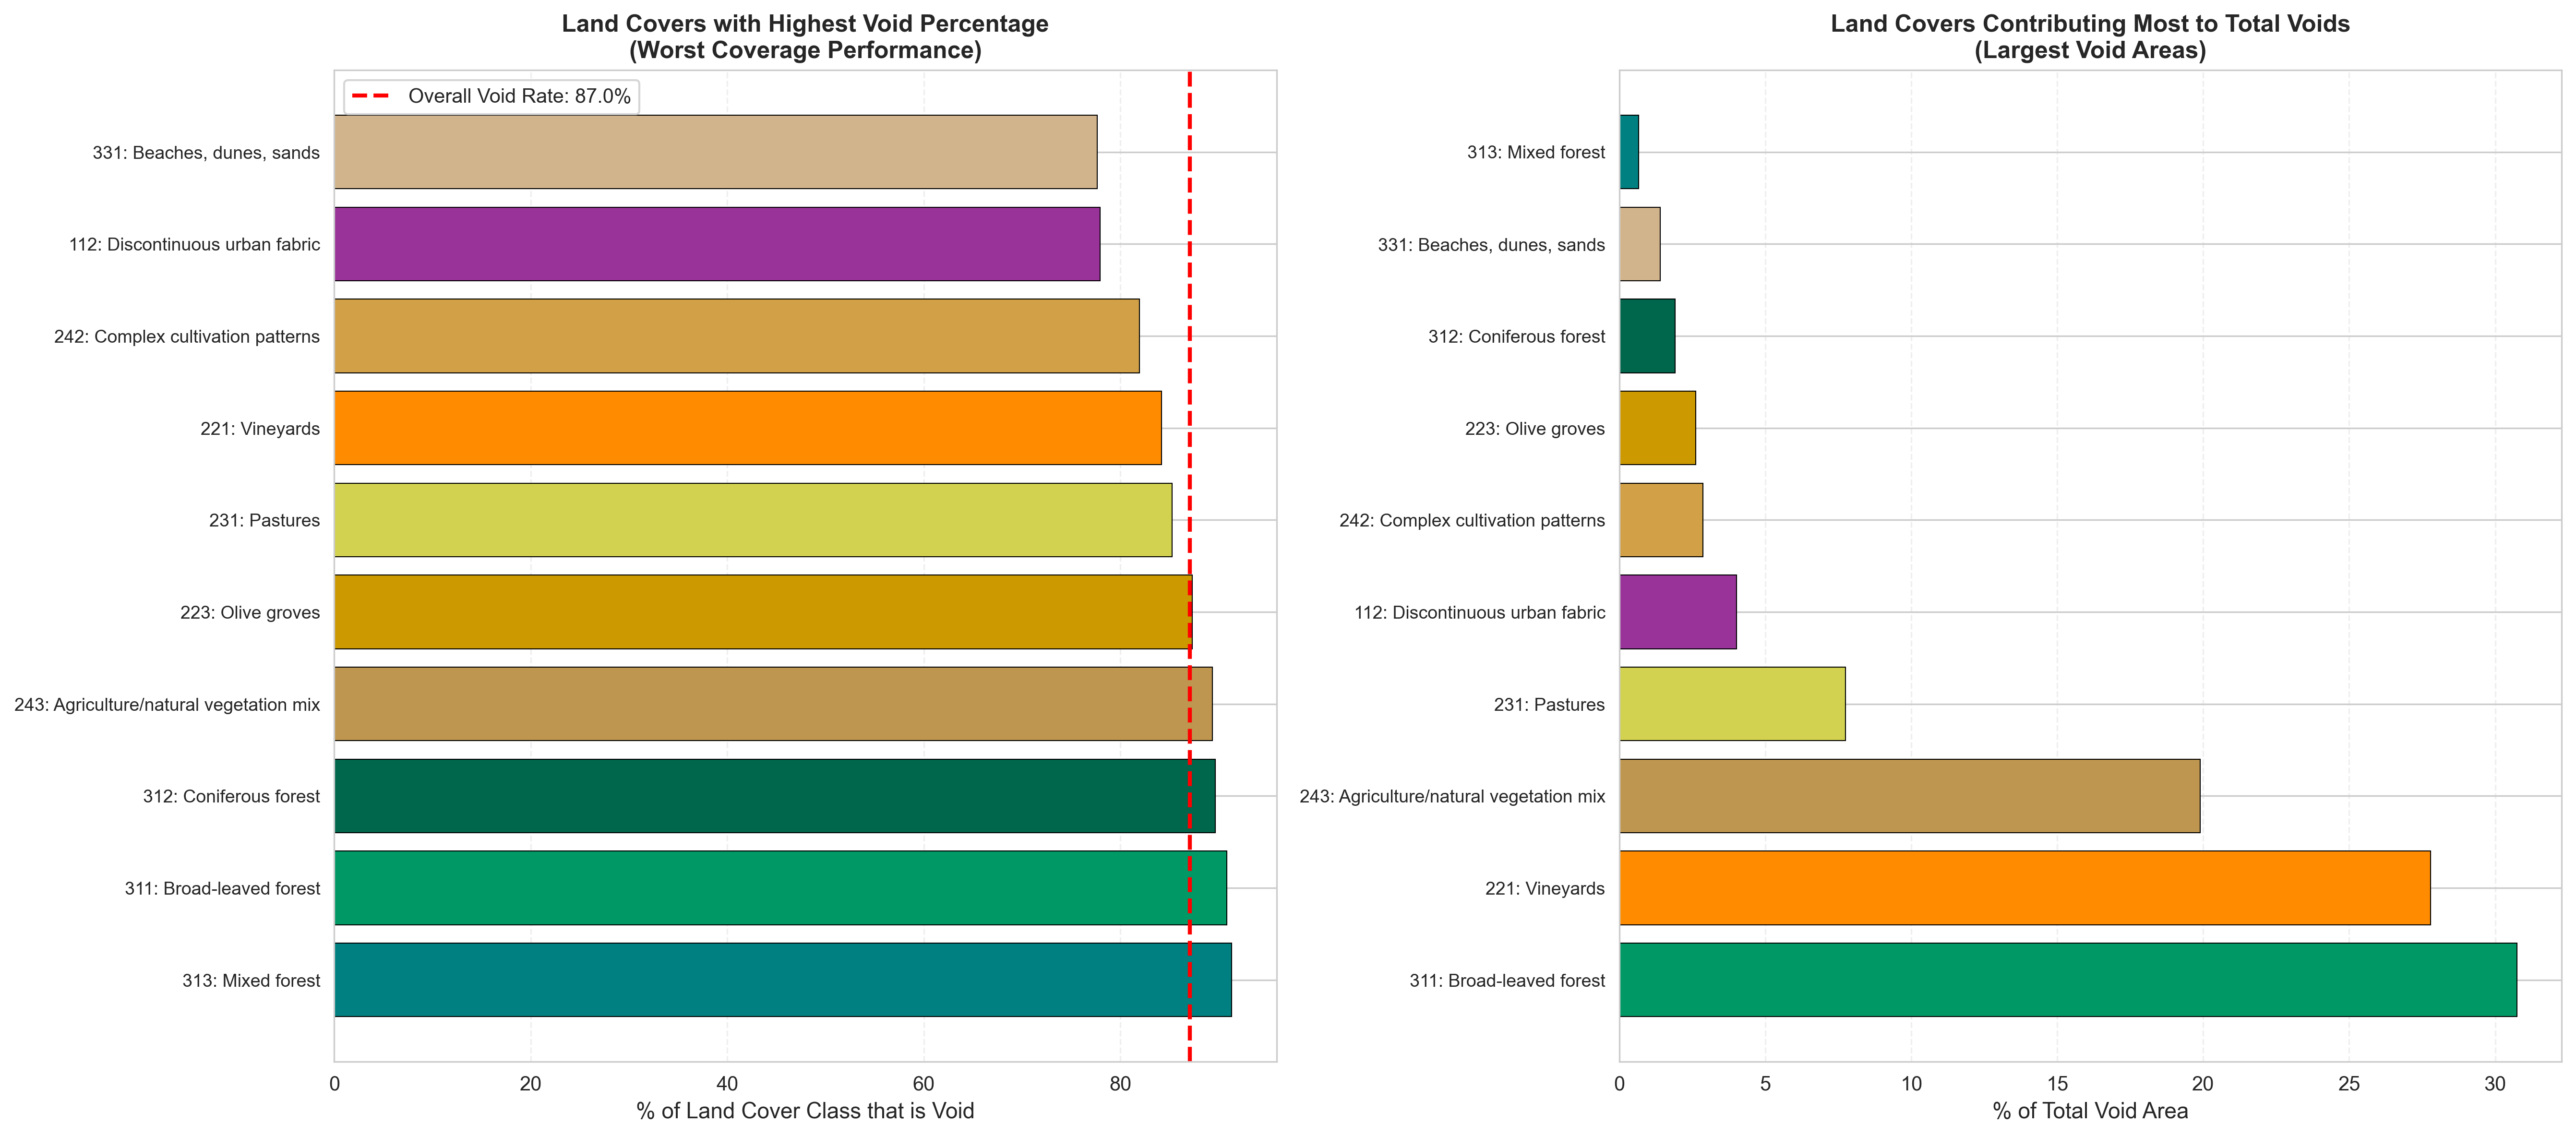 Land Covers with Highest Void Percentage
(Worst Coverage Performance)
Overall Void Rate: 87.0%
331: Beaches, dunes, sands
112: Discontinuous urban fabric
242: Complex cultivation patterns
221: Vineyards
231: Pastures
223: Olive groves
243: Agriculture/natural vegetation mix
312: Coniferous forest
311: Broad-leaved forest
313: Mixed forest
0 20 40 60 80
% of Land Cover Class that is Void
Land Covers Contributing Most to Total Voids
(Largest Void Areas)
313: Mixed forest
331: Beaches, dunes, sands
312: Coniferous forest
223: Olive groves
242: Complex cultivation patterns
112: Discontinuous urban fabric
231: Pastures
243: Agriculture/natural vegetation mix
221: Vineyards
311: Broad-leaved forest
0 5 10 15 20 25 30
% of Total Void Area